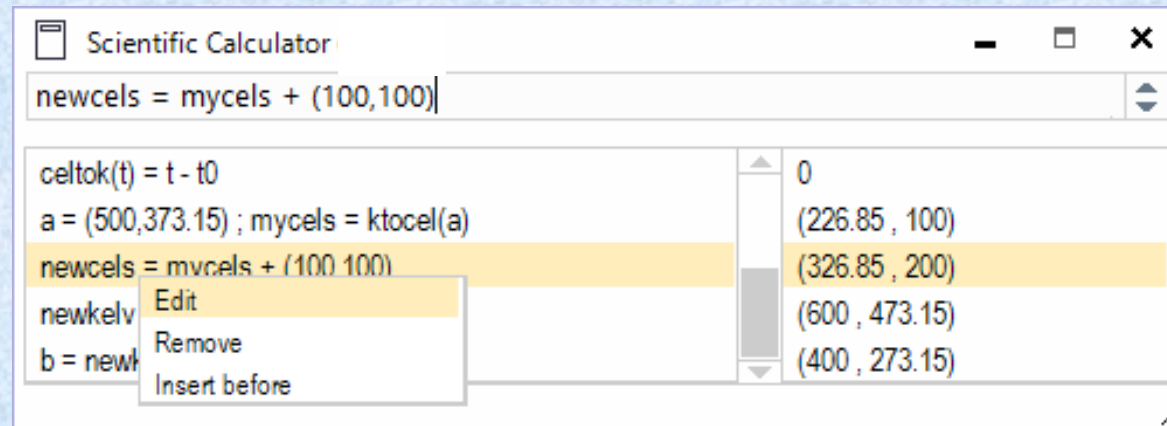 Scientific Calculator
newcels = mycels + (100,100)
celtok(t) = t - t0 0
a = (500,373.15) ; mycels = ktocel(a) (226.85 , 100)
newcels = mycels + (100,100) (326.85 , 200)
newkelv (600 , 473.15)
b = (400 , 273.15)
Edit
Remove
Insert before